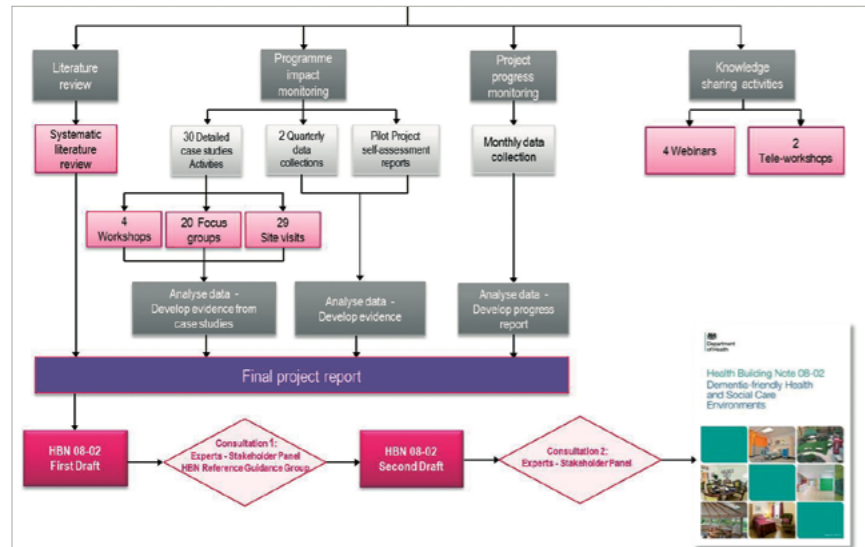 Literature
review
Programme
impact
monitoring
Project
progress
monitoring
Knowledge
sharing activities
Systematic
literature
review
30 Detailed
case studies
Activities
2 Quarterly
data
collections
Pilot Project
self-assessment
reports
Monthly data
collection
4 Webinars
2
Tele-workshops
4
Workshops
20 Focus
groups
29
Site visits
Analyse data -
Develop evidence from
case studies
Analyse data -
Develop evidence
Analyse data -
Develop progress
report
Final project report
HBN 08-02
First Draft
Consultation 1:
Experts - Stakeholder Panel
HBN Reference Guidance Group
HBN 08-02
Second Draft
Consultation 2:
Experts - Stakeholder Panel
Department
of Health
Health Building Note 08-02
Dementia-friendly Health
and Social Care
Environments